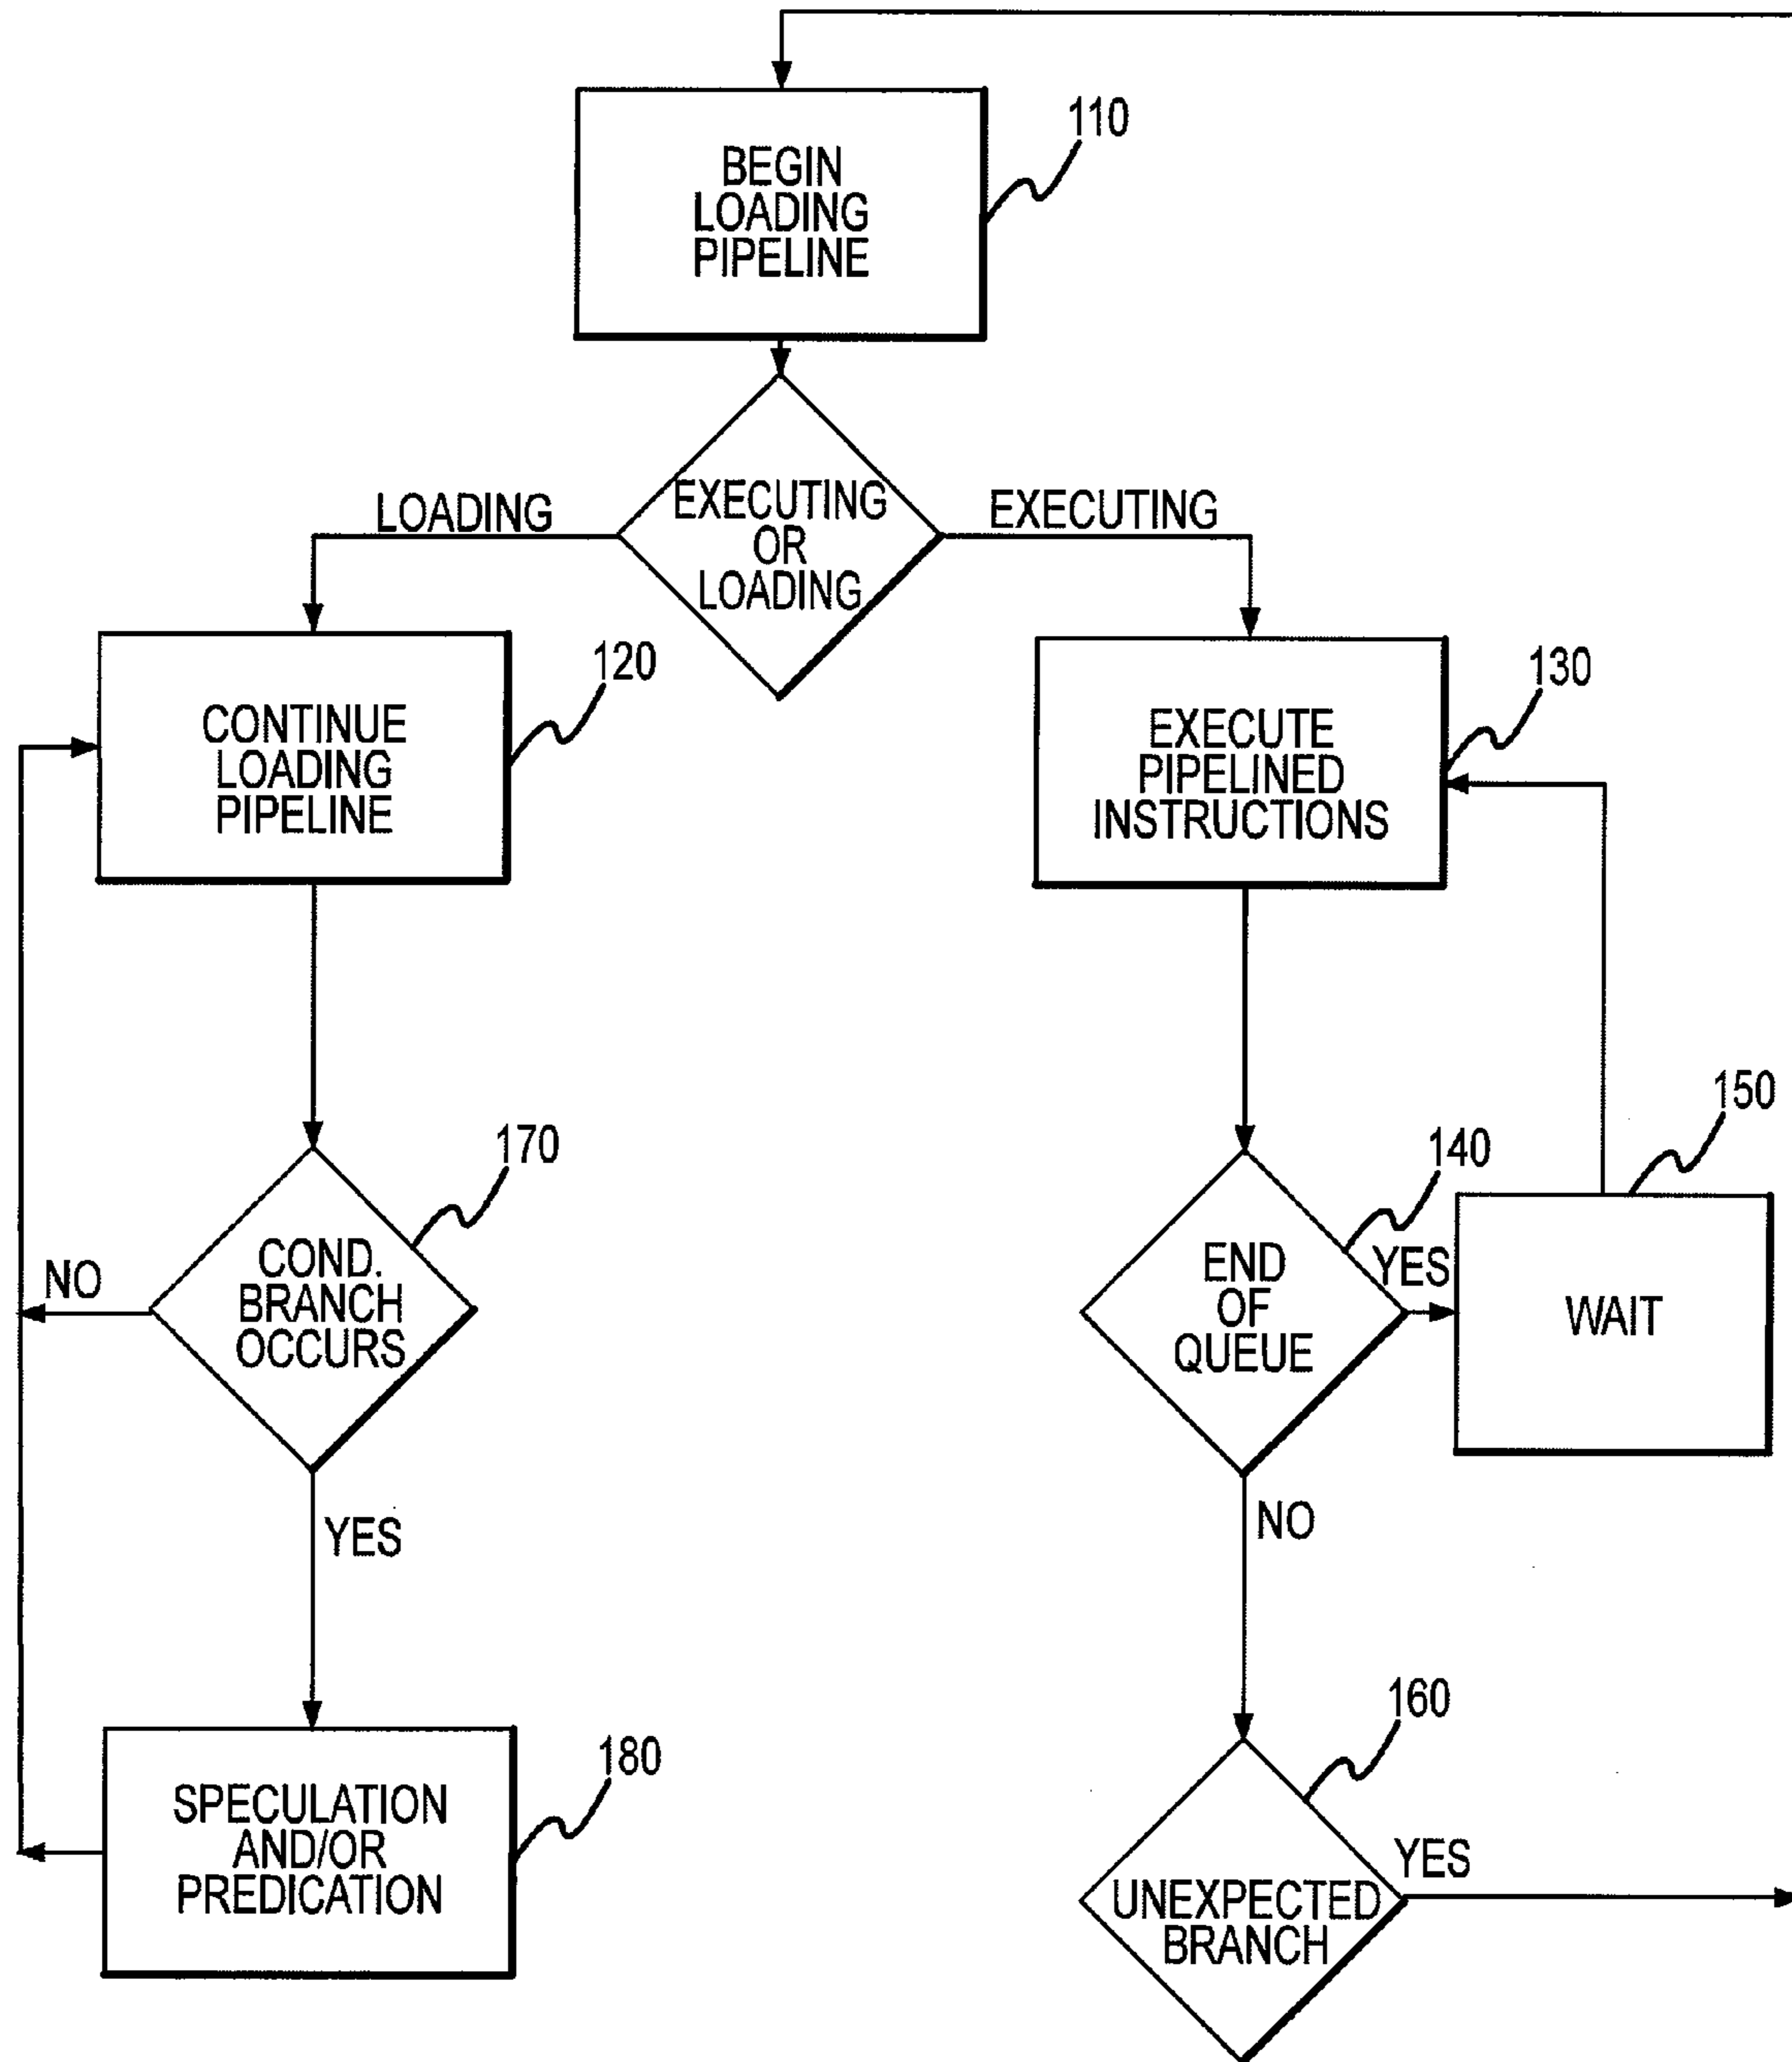 BEGIN
LOADING
PIPELINE
110
EXECUTING
OR
LOADING
LOADING
EXECUTING
CONTINUE
LOADING
PIPELINE
120
EXECUTE
PIPELINED
INSTRUCTIONS
130
COND.
BRANCH
OCCURS
170
NO
YES
END
OF
QUEUE
140
YES
NO
WAIT
150
SPECULATION
AND/OR
PREDICATION
180
UNEXPECTED
BRANCH
160
YES